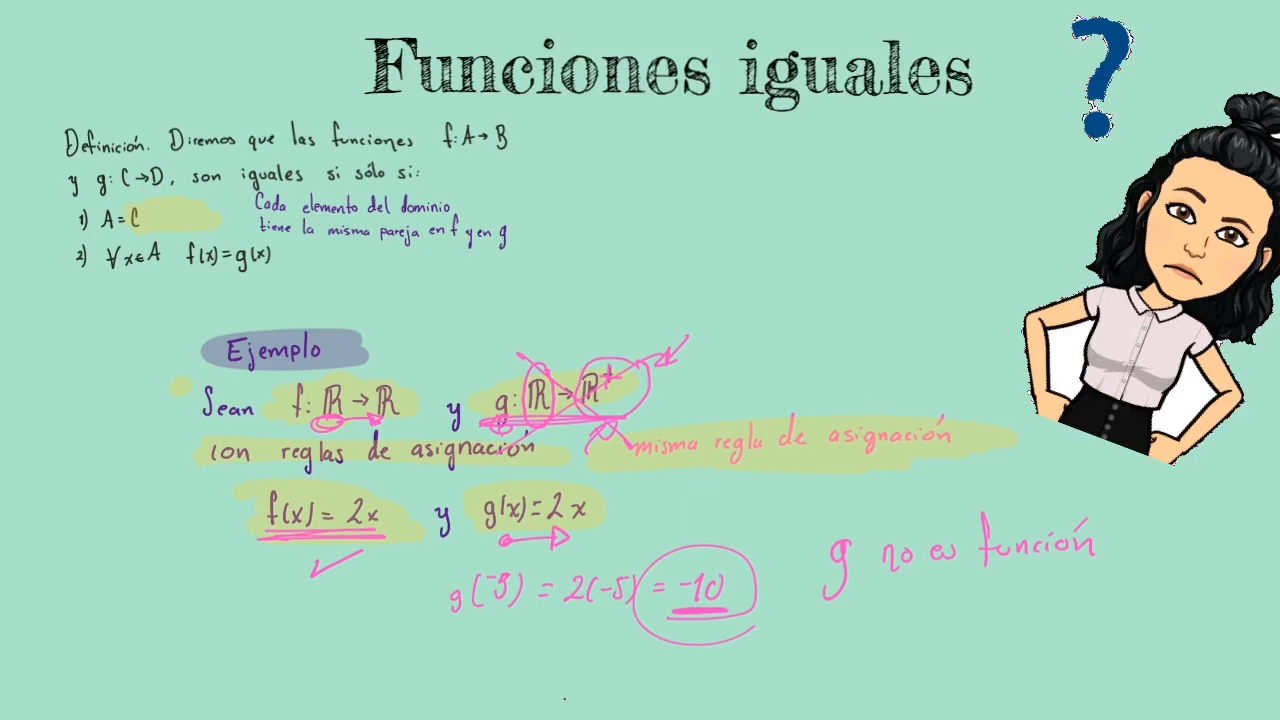 Funciones iguales
?
Definición. Diremos que las funciones f: A → B
y g: C → D, son iguales si sólo si:
1) A = C
Cada elemento del dominio
tiene la misma pareja en f y en g
2) ∀ x ∈ A f(x) = g(x)
Ejemplo
Sean f: ℝ → ℝ y g: ℝ → ℝ⁺
con reglas de asignación
misma regla de asignación
f(x) = 2x y g(x) = 2x
g no es función
g(-5) = 2(-5) = -10